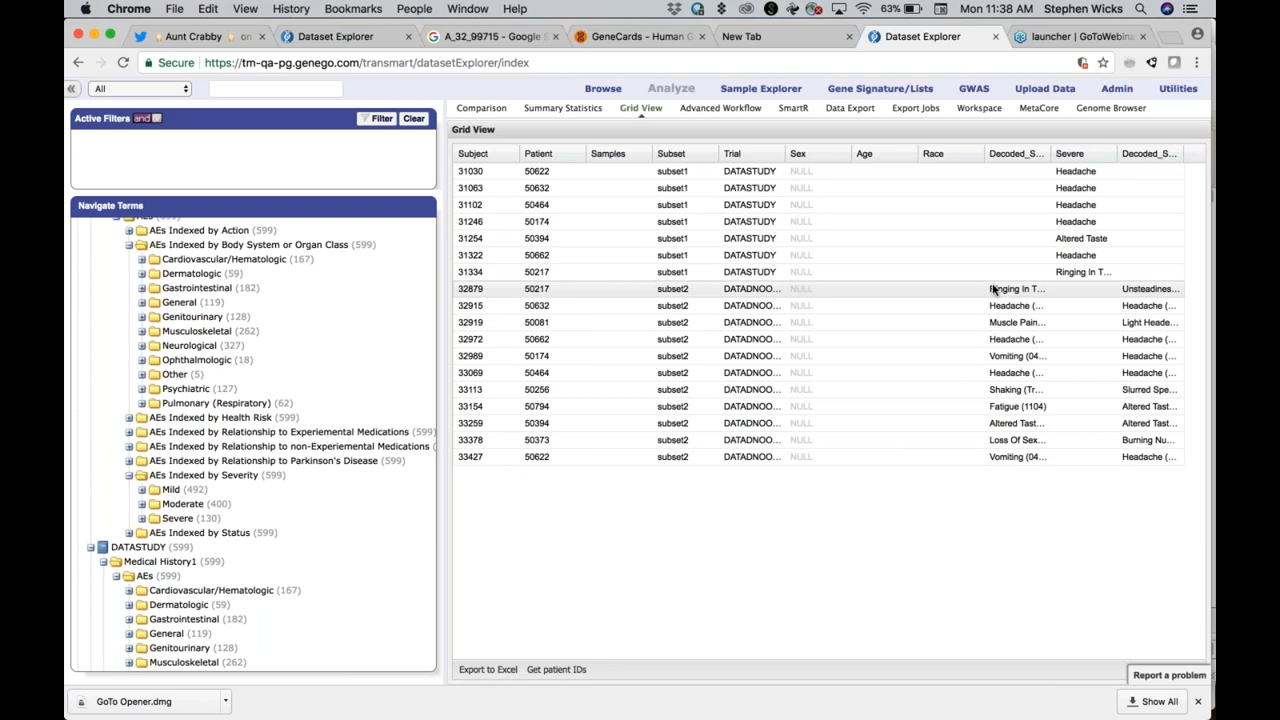 Chrome File Edit View History Bookmarks People Window Help 63% Mon 11:38 AM Stephen Wicks
Aunt Crabby on Dataset Explorer A_32_99715 - Google S GeneCards - Human G New Tab Dataset Explorer launcher | GoToWebina
Secure https://tm-qa-pg.genego.com/transmart/datasetExplorer/index
All Browse Analyze Sample Explorer Gene Signature/Lists GWAS Upload Data Admin Utilities
Comparison Summary Statistics Grid View Advanced Workflow SmartR Data Export Export Jobs Workspace MetaCore Genome Browser
Active Filters and Filter Clear
Navigate Terms
AEs (599)
AEs Indexed by Action (599)
AEs Indexed by Body System or Organ Class (599)
Cardiovascular/Hematologic (167)
Dermatologic (59)
Gastrointestinal (182)
General (119)
Genitourinary (128)
Musculoskeletal (262)
Neurological (327)
Ophthalmologic (18)
Other (5)
Psychiatric (127)
Pulmonary (Respiratory) (62)
AEs Indexed by Health Risk (599)
AEs Indexed by Relationship to Experiemental Medications (599)
AEs Indexed by Relationship to non-Experiemental Medications (
AEs Indexed by Relationship to Parkinson's Disease (599)
AEs Indexed by Severity (599)
Mild (492)
Moderate (400)
Severe (130)
AEs Indexed by Status (599)
DATASTUDY (599)
Medical History1 (599)
AEs (599)
Cardiovascular/Hematologic (167)
Dermatologic (59)
Gastrointestinal (182)
General (119)
Genitourinary (128)
Musculoskeletal (262)
Grid View
Subject Patient Samples Subset Trial Sex Age Race Decoded_S... Severe Decoded_S...
31030 50622 subset1 DATASTUDY NULL Headache
31063 50632 subset1 DATASTUDY NULL Headache
31102 50464 subset1 DATASTUDY NULL Headache
31246 50174 subset1 DATASTUDY NULL Headache
31254 50394 subset1 DATASTUDY NULL Altered Taste
31322 50662 subset1 DATASTUDY NULL Headache
31334 50217 subset1 DATASTUDY NULL Ringing In T...
32879 50217 subset2 DATADNOO... NULL Ringing In T... Unsteadines...
32915 50632 subset2 DATADNOO... NULL Headache (... Headache (...
32919 50081 subset2 DATADNOO... NULL Muscle Pain... Light Heade...
32972 50662 subset2 DATADNOO... NULL Headache (... Headache (...
32989 50174 subset2 DATADNOO... NULL Vomiting (04... Headache (...
33069 50464 subset2 DATADNOO... NULL Headache (... Headache (...
33113 50256 subset2 DATADNOO... NULL Shaking (Tr... Slurred Spe...
33154 50794 subset2 DATADNOO... NULL Fatigue (1104) Altered Tast...
33259 50394 subset2 DATADNOO... NULL Altered Tast... Altered Tast...
33378 50373 subset2 DATADNOO... NULL Loss Of Sex... Burning Nu...
33427 50622 subset2 DATADNOO... NULL Vomiting (04... Headache (...
Export to Excel Get patient IDs
Report a problem
GoTo Opener.dmg Show All